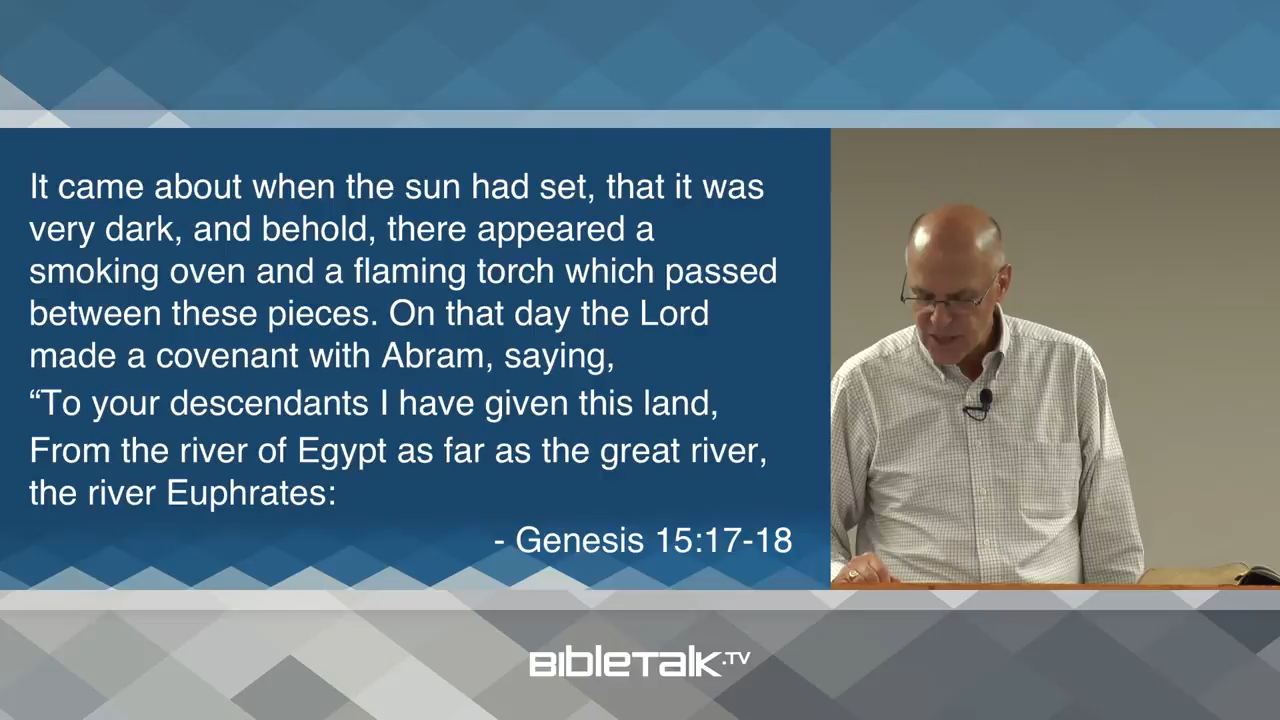 It came about when the sun had set, that it was
very dark, and behold, there appeared a
smoking oven and a flaming torch which passed
between these pieces. On that day the Lord
made a covenant with Abram, saying,
“To your descendants I have given this land,
From the river of Egypt as far as the great river,
the river Euphrates:
- Genesis 15:17-18
BIBLETALK.TV